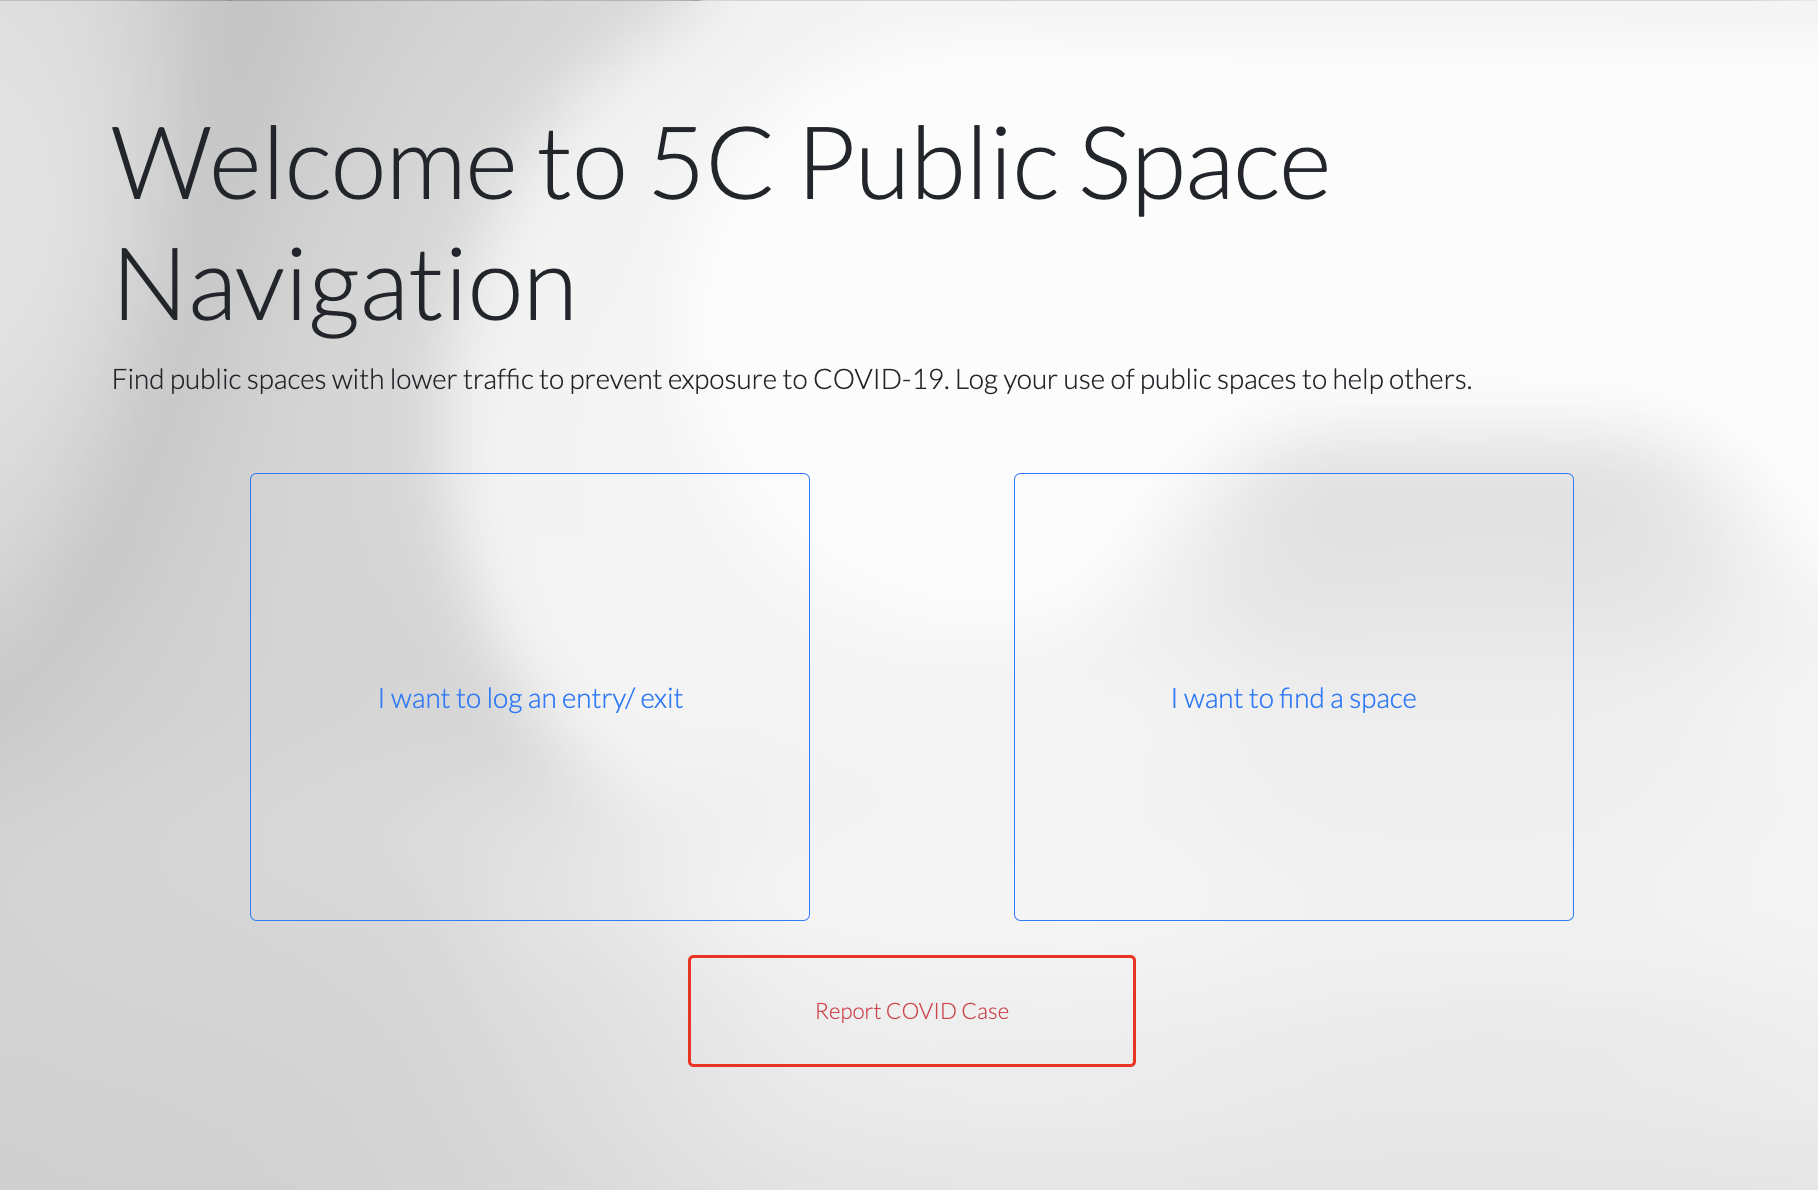 Welcome to 5C Public Space
Navigation
Find public spaces with lower traffic to prevent exposure to COVID-19. Log your use of public spaces to help others.
I want to log an entry/ exit
I want to find a space
Report COVID Case